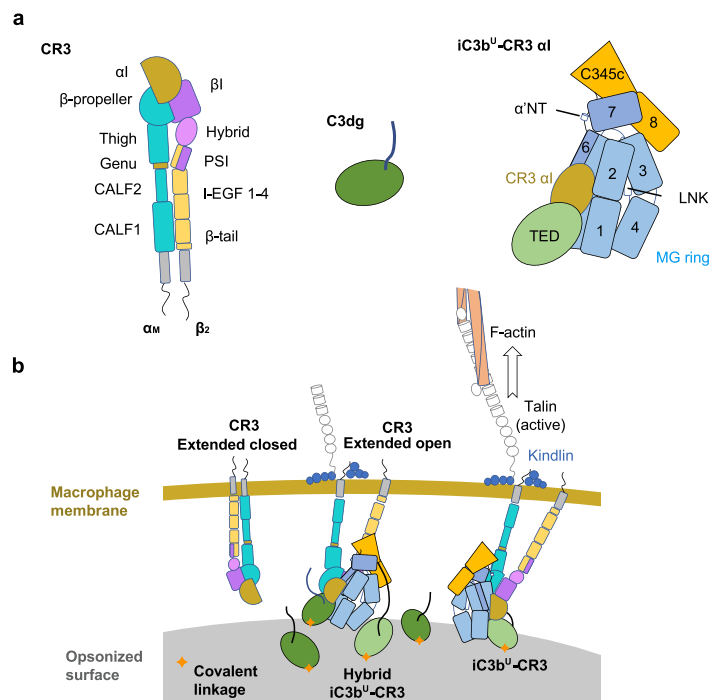 a
CR3
αI
βI
β-propeller
Thigh
Hybrid
Genu
PSI
CALF2
I-EGF 1-4
CALF1
β-tail
αM
β2
C3dg
iC3bᵁ-CR3 αI
C345c
α'NT
7
8
6
CR3 αI
2
3
LNK
TED
1
4
MG ring
b
F-actin
Talin
(active)
CR3
Extended closed
CR3
Extended open
Kindlin
Macrophage
membrane
Opsonized
surface
Covalent
linkage
Hybrid
iC3bᵁ-CR3
iC3bᵁ-CR3